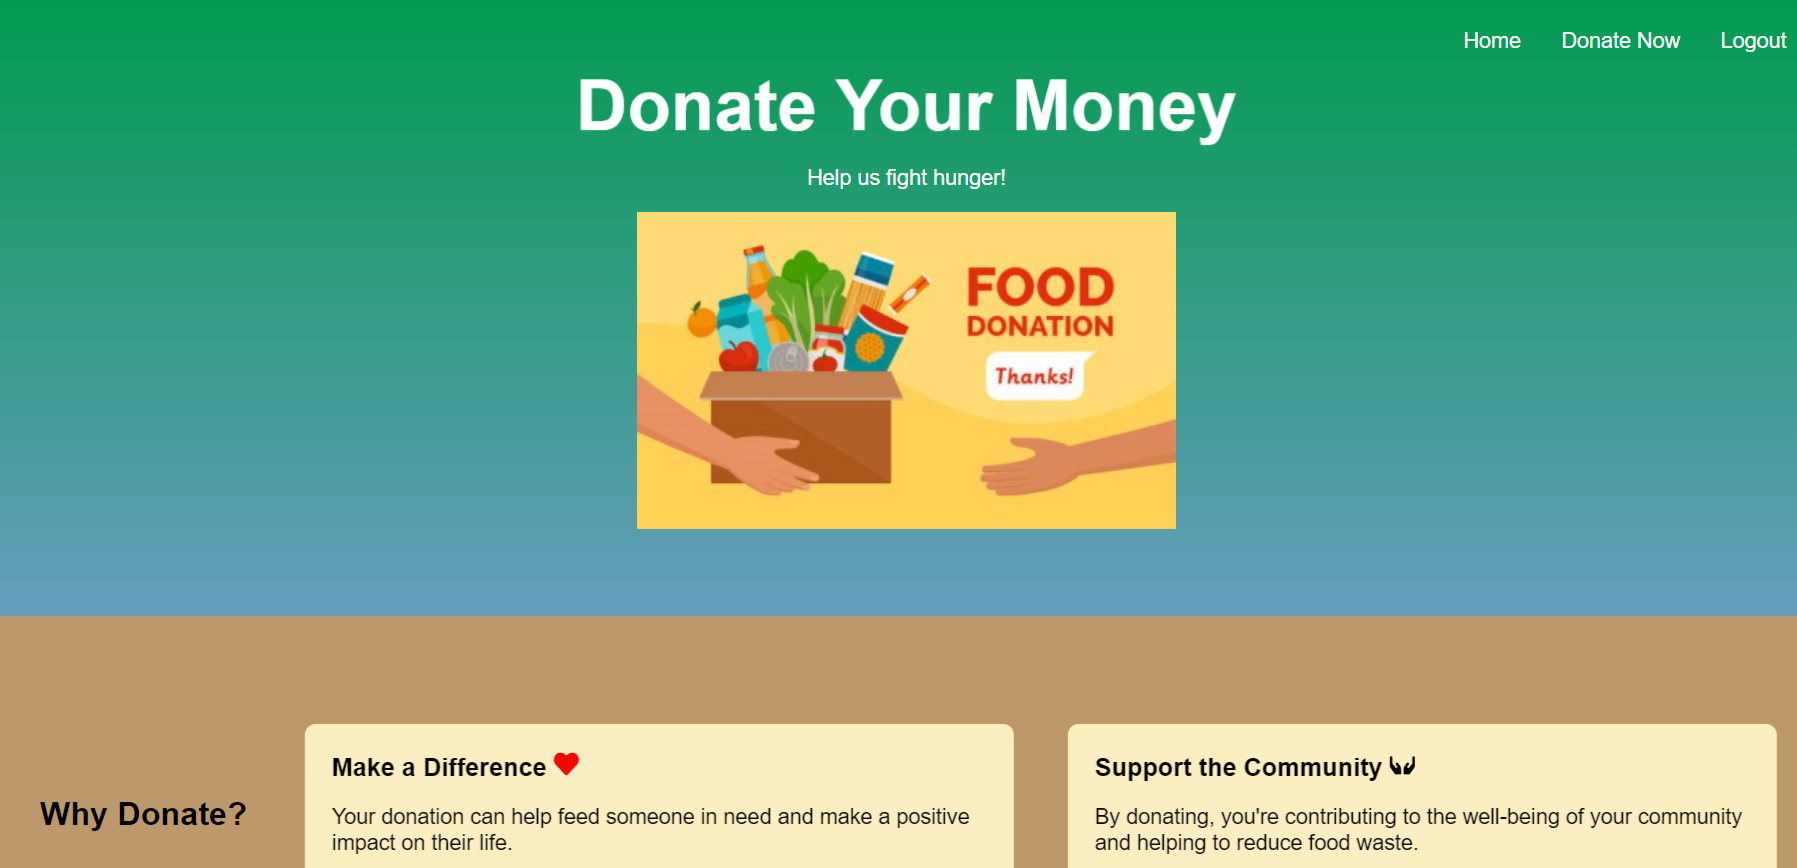 Home Donate Now Logout
Donate Your Money
Help us fight hunger!
FOOD
DONATION
Thanks!
Why Donate?
Make a Difference
Your donation can help feed someone in need and make a positive
impact on their life.
Support the Community
By donating, you're contributing to the well-being of your community
and helping to reduce food waste.